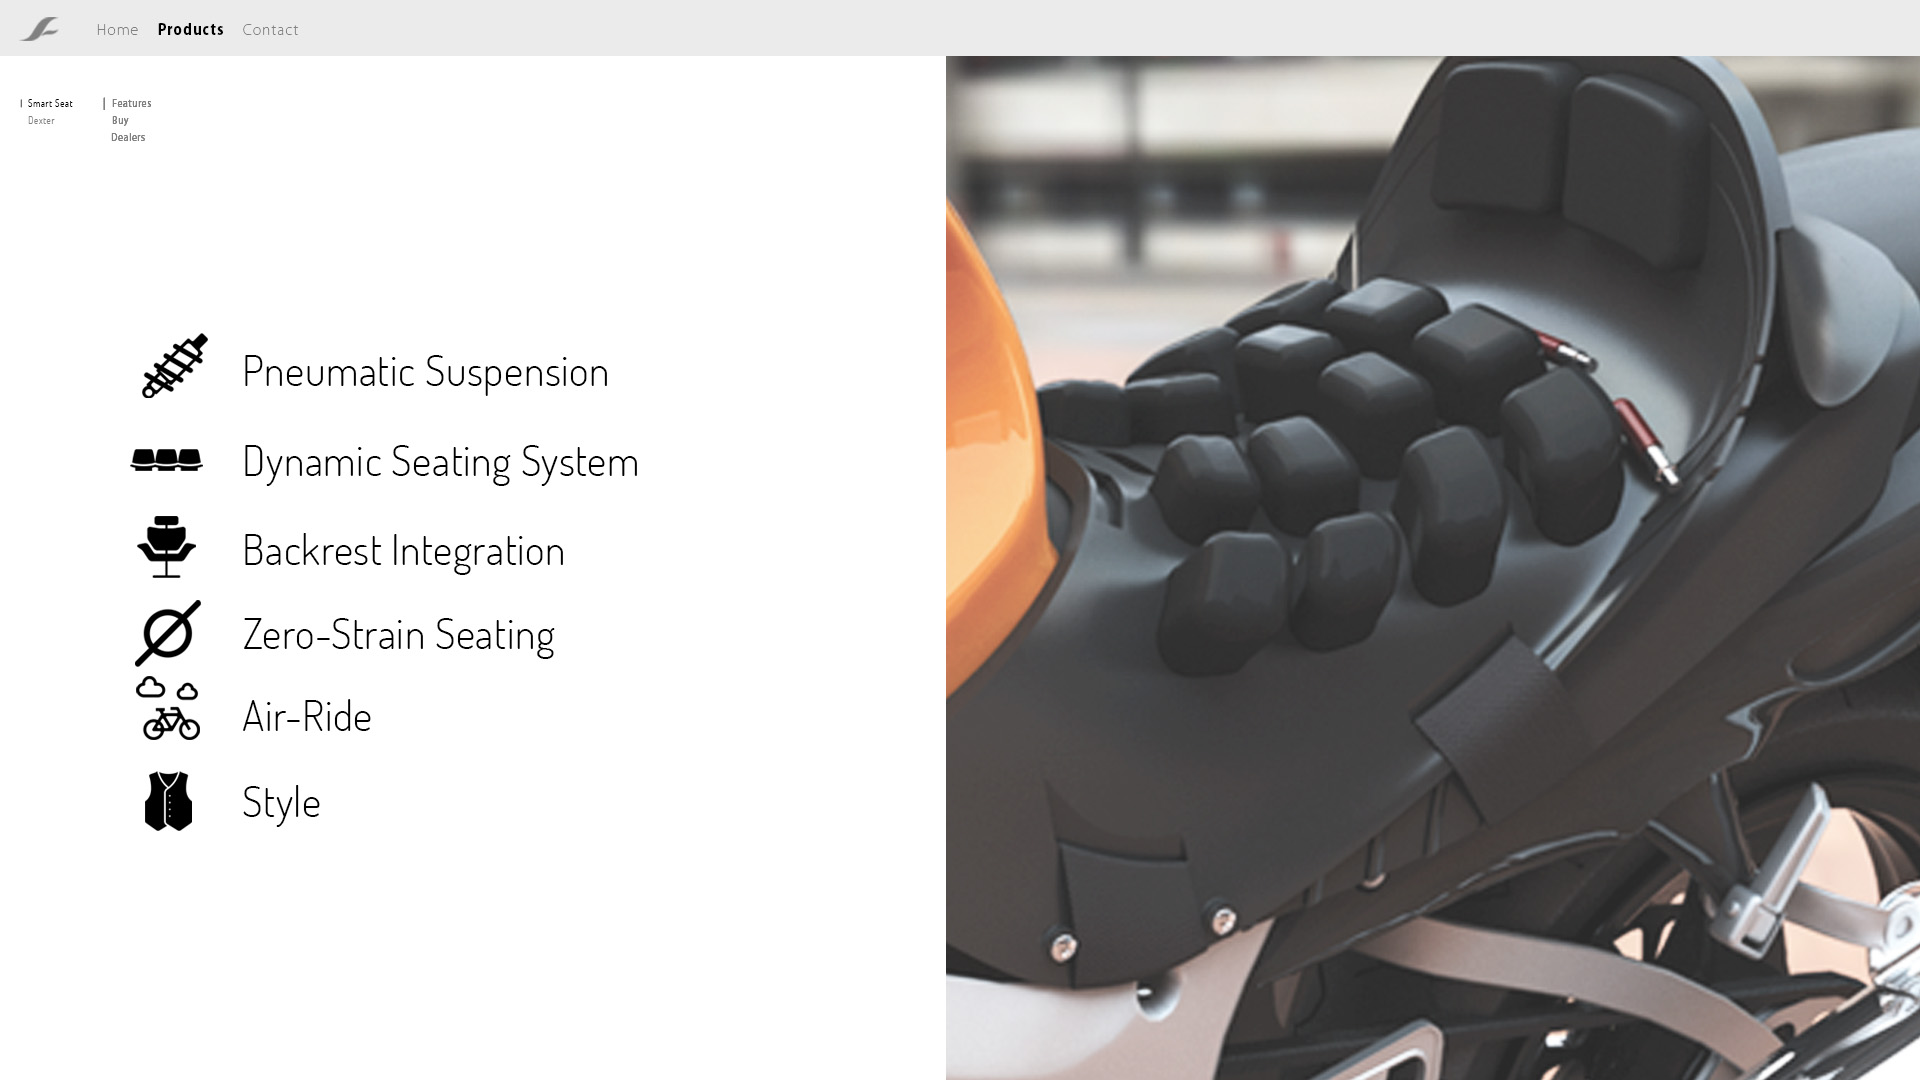 Home Products Contact
Smart Seat
Dexter
Features
Buy
Dealers
Pneumatic Suspension
Dynamic Seating System
Backrest Integration
Zero-Strain Seating
Air-Ride
Style